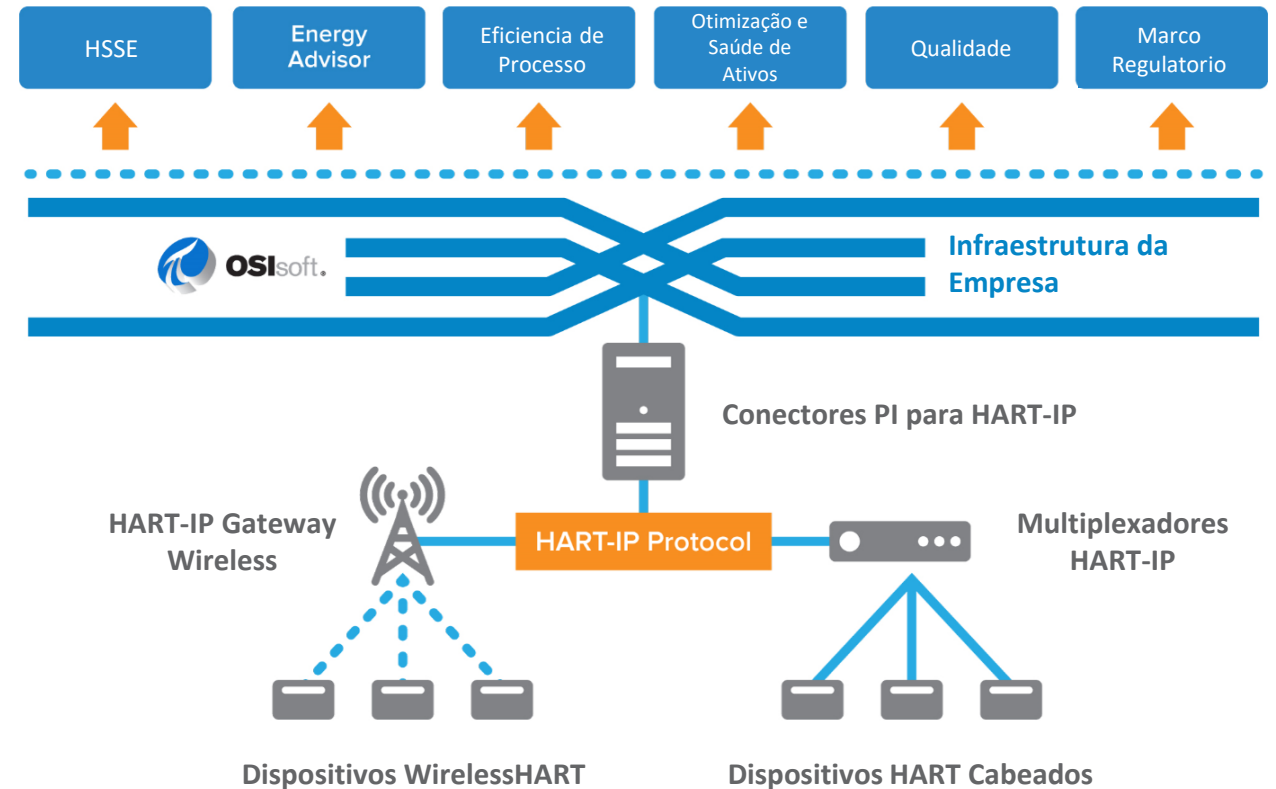 HSSE
Energy
Advisor
Eficiencia de
Processo
Otimização e
Saúde de
Ativos
Qualidade
Marco
Regulatorio
OSIsoft.
Infraestrutura da
Empresa
Conectores PI para HART-IP
HART-IP Gateway
Wireless
HART-IP Protocol
Multiplexadores
HART-IP
Dispositivos WirelessHART
Dispositivos HART Cabeados